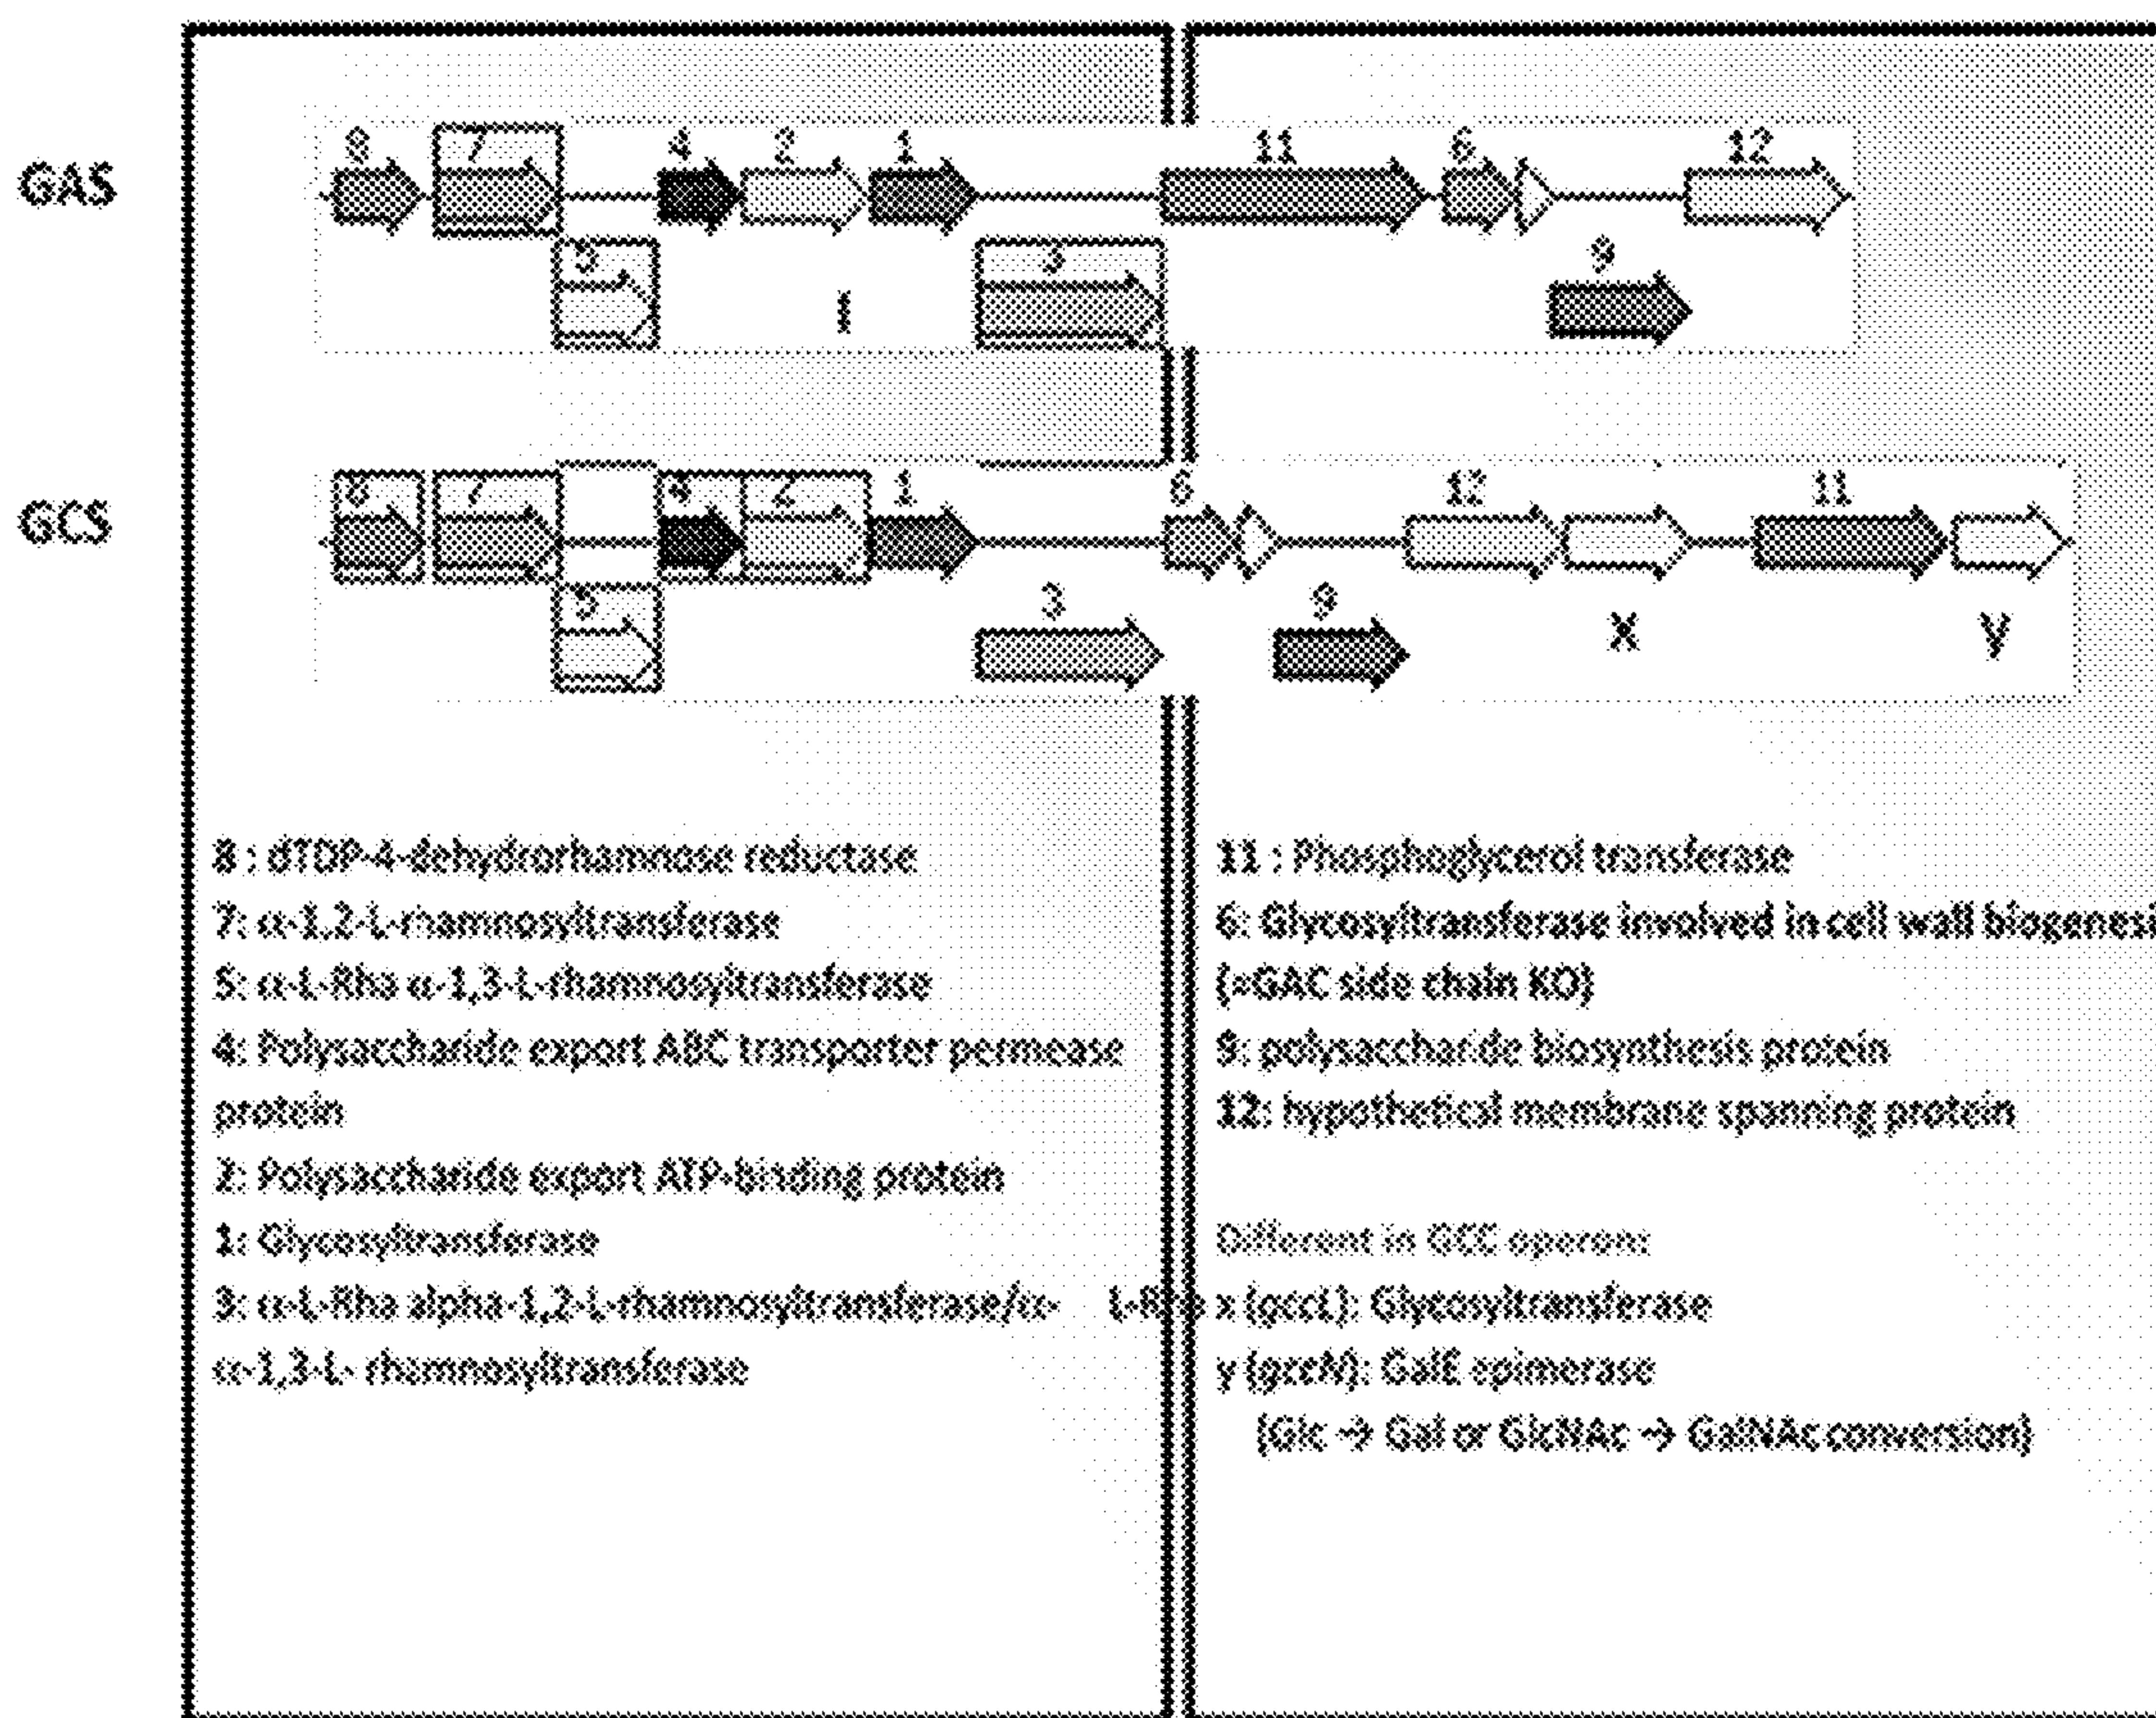 8 7 4 2 1 11 6 12
GAS
5 3 9
I
8 7 4 2 1 6 12 11
GCS
5 3 9
X y
8 : dTDP-4-dehydrorhamnose reductase
7: α-1,2-L-rhamnosyltransferase
5: α-L-Rha α-1,3-L-rhamnosyltransferase
4: Polysaccharide export ABC transporter permease
protein
2: Polysaccharide export ATP-binding protein
1: Glycosyltransferase
3: α-L-Rha alpha-1,2-L-rhamnosyltransferase/α- L-Rha
α-1,3-L- rhamnosyltransferase
11 : Phosphoglycerol transferase
6: Glycosyltransferase involved in cell wall biogenesi
(=GAC side chain KO)
9: polysaccharide biosynthesis protein
12: hypothetical membrane spanning protein
Different in GCC operon:
x (gccL): Glycosyltransferase
y (gccN): GalE epimerase
(Glc → Gal or GlcNAc → GalNAc conversion)